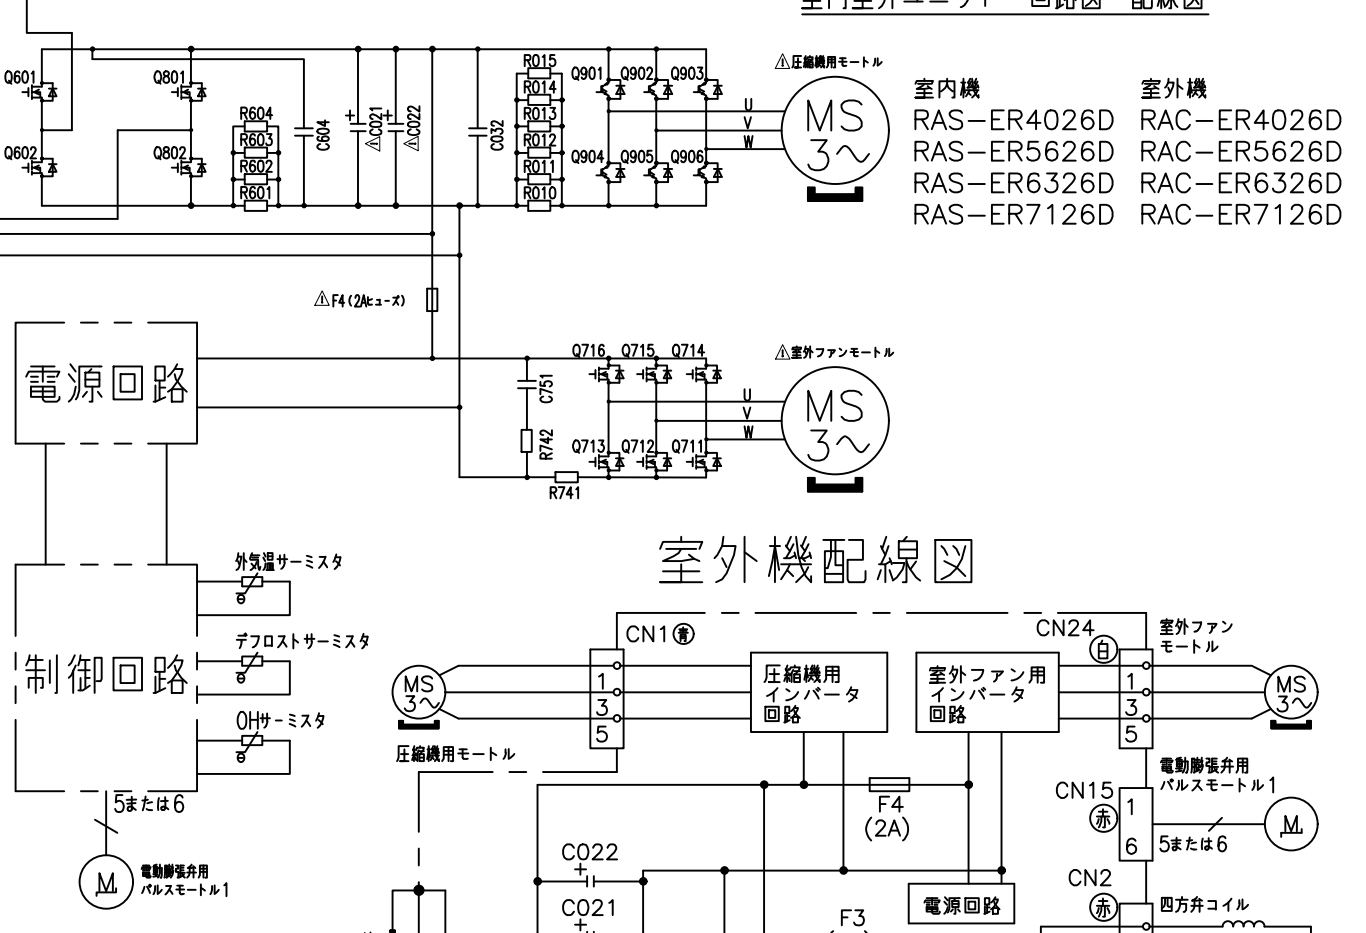 室内室外ユニット 回路図 配線図
Q601
Q801
Q602
Q802
R604
R603
R602
R601
C604
+
⚠C021
+
⚠C022
C032
R015
R014
R013
R012
R011
R010
Q901 Q902 Q903
Q904 Q905 Q906
⚠圧縮機用モートル
U
V
W
MS
3〜
室内機 室外機
RAS−ER4026D RAC−ER4026D
RAS−ER5626D RAC−ER5626D
RAS−ER6326D RAC−ER6326D
RAS−ER7126D RAC−ER7126D
⚠F4(2Aヒューズ)
電源回路
C751
R742
R741
Q716 Q715 Q714
Q713 Q712 Q711
⚠室外ファンモートル
U
V
W
MS
3〜
制御回路
外気温サーミスタ
θ
デフロストサーミスタ
θ
OHサーミスタ
θ
5または6
M
電動膨張弁用
パルスモートル1
室外機配線図
CN1 青
MS
3〜
圧縮機用モートル
1
3
5
圧縮機用
インバータ
回路
室外ファン用
インバータ
回路
CN24
白
1
3
5
室外ファン
モートル
MS
3〜
F4
(2A)
CN15
赤
1
6
電動膨張弁用
パルスモートル1
5または6
M
C022
+
C021
+
電源回路
F3
CN2
赤
四方弁コイル